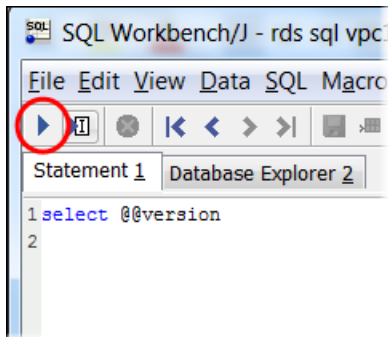 SQL
SQL Workbench/J - rds sql vpc
File Edit View Data SQL Macro
Statement 1 Database Explorer 2
1 select @@version
2